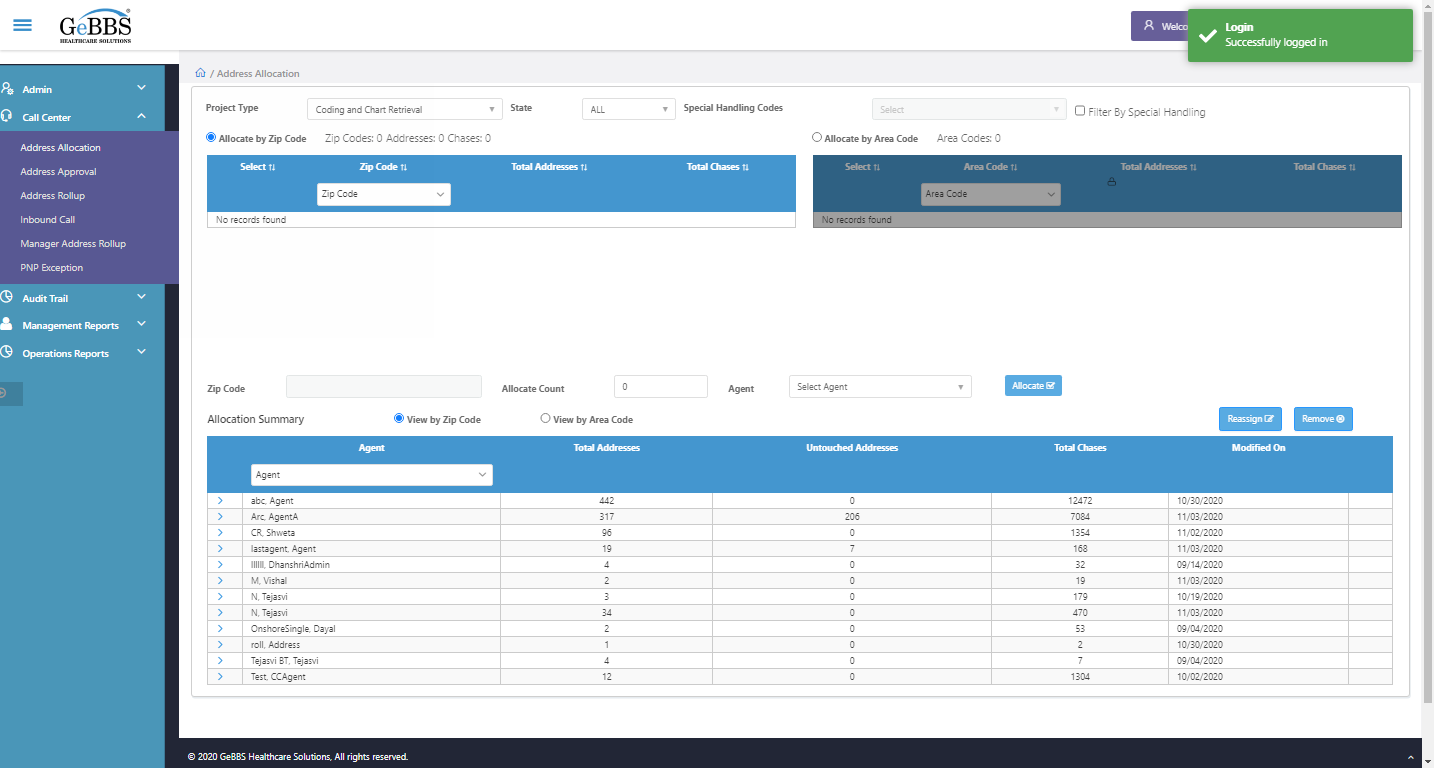 GeBBS
HEALTHCARE SOLUTIONS
Welco
Login
Successfully logged in
Admin
Call Center
Address Allocation
Address Approval
Address Rollup
Inbound Call
Manager Address Rollup
PNP Exception
Audit Trail
Management Reports
Operations Reports
/ Address Allocation
Project Type Coding and Chart Retrieval State ALL Special Handling Codes Select Filter By Special Handling
Allocate by Zip Code Zip Codes: 0 Addresses: 0 Chases: 0 Allocate by Area Code Area Codes: 0
Select Zip Code Total Addresses Total Chases Select Area Code Total Addresses Total Chases
Zip Code Area Code
No records found No records found
Zip Code Allocate Count 0 Agent Select Agent Allocate
Allocation Summary View by Zip Code View by Area Code Reassign Remove
Agent Total Addresses Untouched Addresses Total Chases Modified On
Agent
abc, Agent 442 0 12472 10/30/2020
Arc, AgentA 317 206 7084 11/03/2020
CR, Shweta 96 0 1354 11/02/2020
lastagent, Agent 19 7 168 11/03/2020
DhanshriAdmin 4 0 32 09/14/2020
M, Vishal 2 0 19 11/03/2020
N, Tejasvi 3 0 179 10/19/2020
N, Tejasvi 34 0 470 11/03/2020
OnshoreSingle, Dayal 2 0 53 09/04/2020
roll, Address 1 0 2 10/30/2020
Tejasvi BT, Tejasvi 4 0 7 09/04/2020
Test, CCAgent 12 0 1304 10/02/2020
© 2020 GeBBS Healthcare Solutions, All rights reserved.